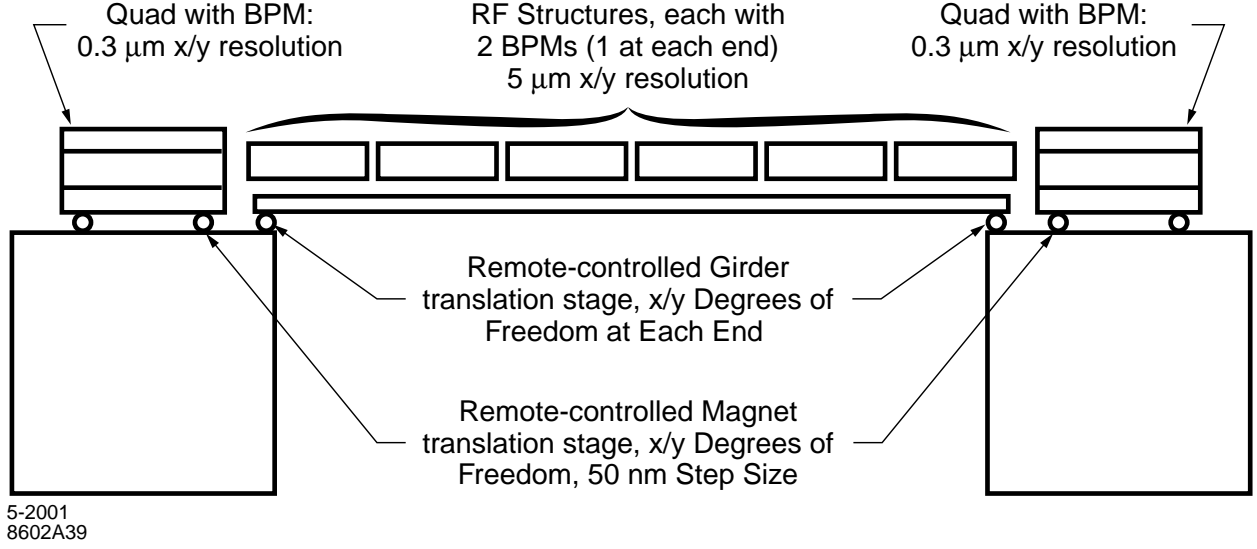 Quad with BPM:
0.3 μm x/y resolution
RF Structures, each with
2 BPMs (1 at each end)
5 μm x/y resolution
Quad with BPM:
0.3 μm x/y resolution
Remote-controlled Girder
translation stage, x/y Degrees of
Freedom at Each End
Remote-controlled Magnet
translation stage, x/y Degrees of
Freedom, 50 nm Step Size
5-2001
8602A39